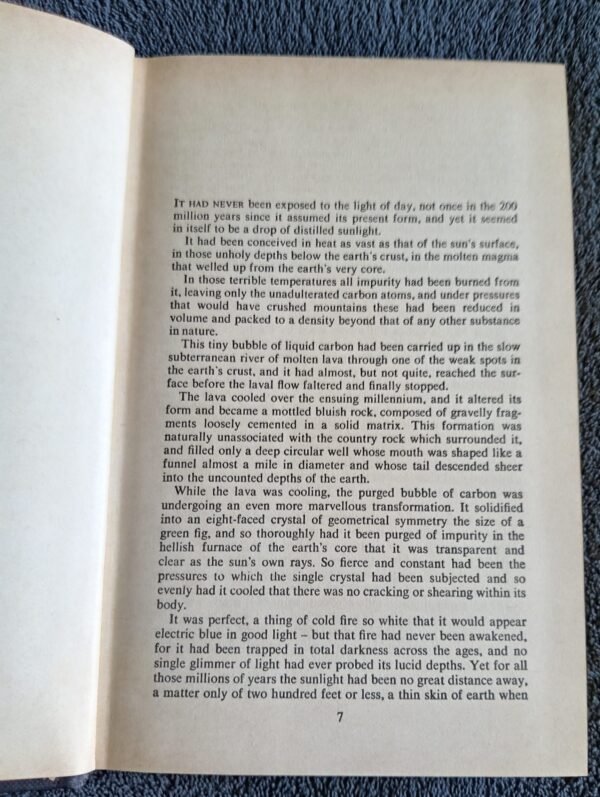 IT HAD NEVER been exposed to the light of day, not once in the 200
million years since it assumed its present form, and yet it seemed
in itself to be a drop of distilled sunlight.
It had been conceived in heat as vast as that of the sun's surface,
in those unholy depths below the earth's crust, in the molten magma
that welled up from the earth's very core.
In those terrible temperatures all impurity had been burned from
it, leaving only the unadulterated carbon atoms, and under pressures
that would have crushed mountains these had been reduced in
volume and packed to a density beyond that of any other substance
in nature.
This tiny bubble of liquid carbon had been carried up in the slow
subterranean river of molten lava through one of the weak spots in
the earth's crust, and it had almost, but not quite, reached the sur-
face before the laval flow faltered and finally stopped.
The lava cooled over the ensuing millennium, and it altered its
form and became a mottled bluish rock, composed of gravelly frag-
ments loosely cemented in a solid matrix. This formation was
naturally unassociated with the country rock which surrounded it,
and filled only a deep circular well whose mouth was shaped like a
funnel almost a mile in diameter and whose tail descended sheer
into the uncounted depths of the earth.
While the lava was cooling, the purged bubble of carbon was
undergoing an even more marvellous transformation. It solidified
into an eight-faced crystal of geometrical symmetry the size of a
green fig, and so thoroughly had it been purged of impurity in the
hellish furnace of the earth's core that it was transparent and
clear as the sun's own rays. So fierce and constant had been the
pressures to which the single crystal had been subjected and so
evenly had it cooled that there was no cracking or shearing within its
body.
It was perfect, a thing of cold fire so white that it would appear
electric blue in good light – but that fire had never been awakened,
for it had been trapped in total darkness across the ages, and no
single glimmer of light had ever probed its lucid depths. Yet for all
those millions of years the sunlight had been no great distance away,
a matter only of two hundred feet or less, a thin skin of earth when
7